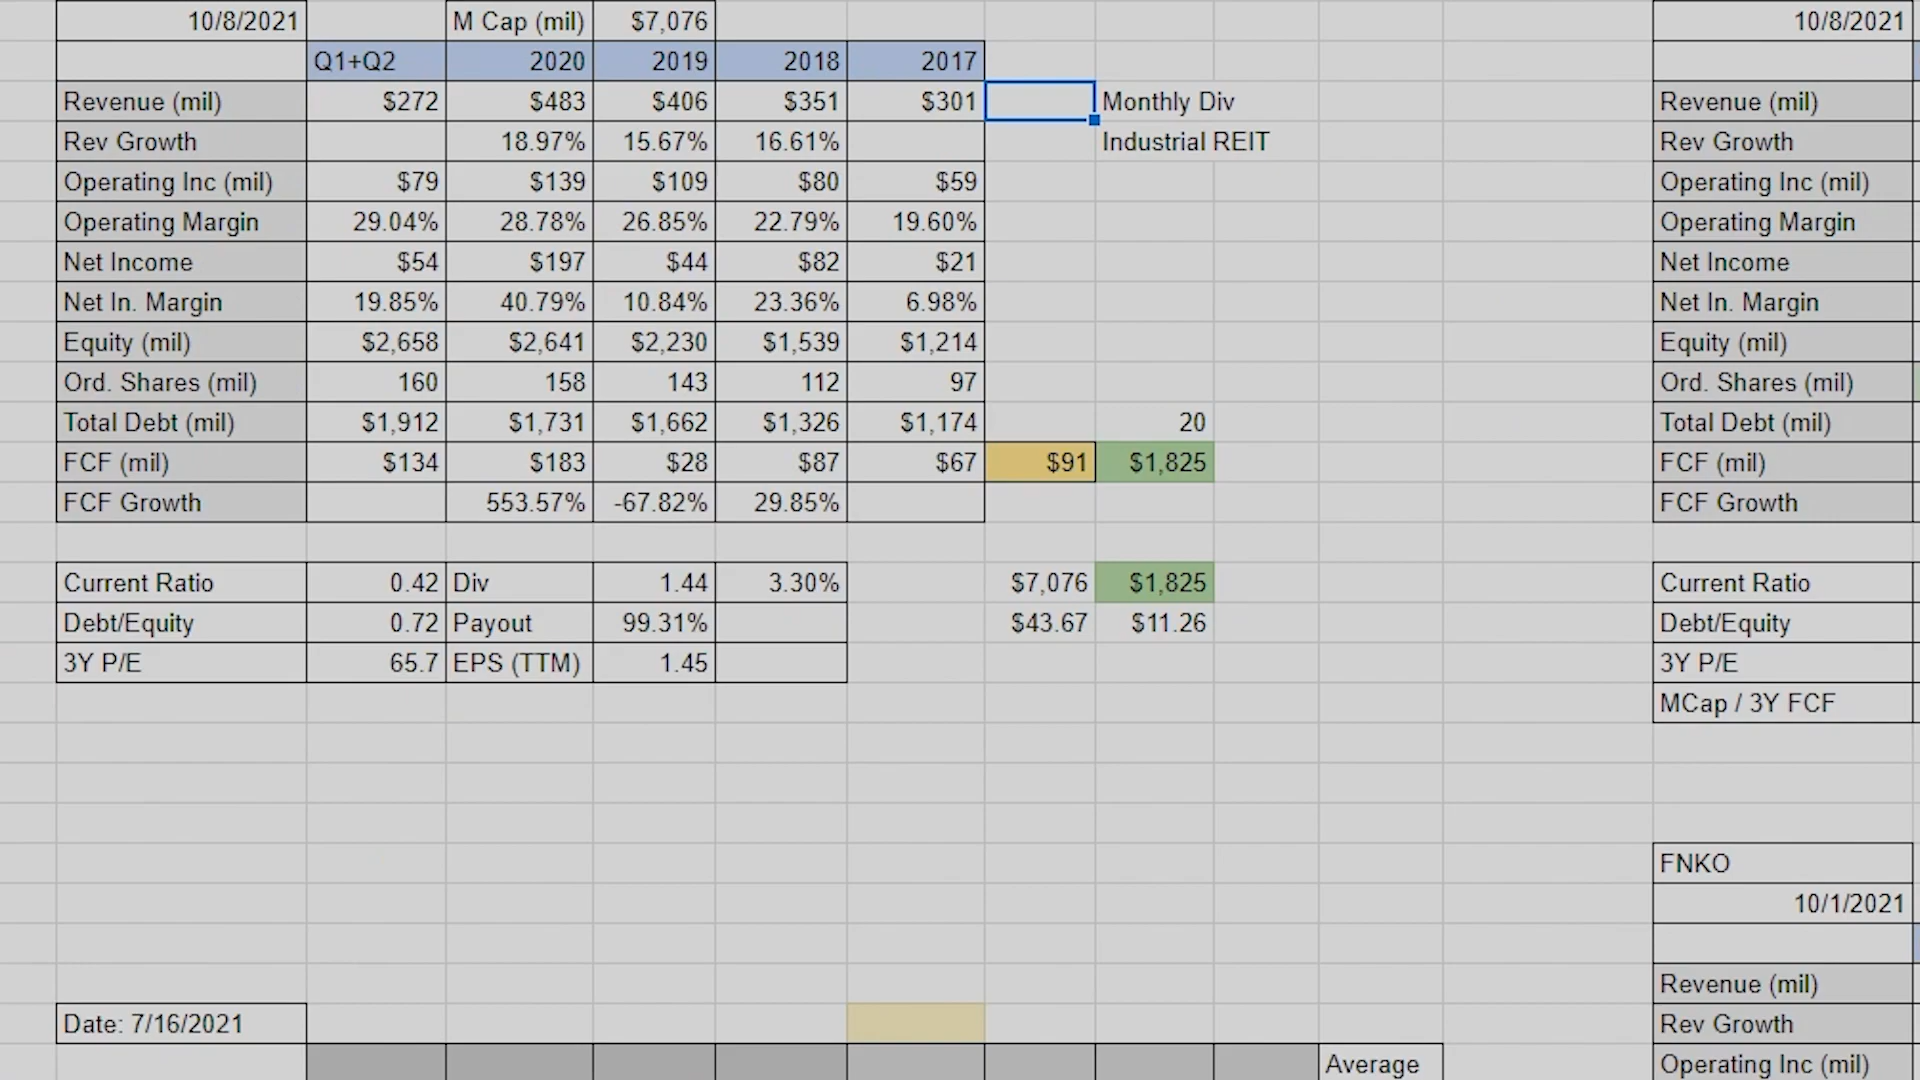 10/8/2021 M Cap (mil) $7,076 10/8/2021
Q1+Q2 2020 2019 2018 2017
Revenue (mil) $272 $483 $406 $351 $301 Monthly Div Revenue (mil)
Rev Growth 18.97% 15.67% 16.61% Industrial REIT Rev Growth
Operating Inc (mil) $79 $139 $109 $80 $59 Operating Inc (mil)
Operating Margin 29.04% 28.78% 26.85% 22.79% 19.60% Operating Margin
Net Income $54 $197 $44 $82 $21 Net Income
Net In. Margin 19.85% 40.79% 10.84% 23.36% 6.98% Net In. Margin
Equity (mil) $2,658 $2,641 $2,230 $1,539 $1,214 Equity (mil)
Ord. Shares (mil) 160 158 143 112 97 Ord. Shares (mil)
Total Debt (mil) $1,912 $1,731 $1,662 $1,326 $1,174 20 Total Debt (mil)
FCF (mil) $134 $183 $28 $87 $67 $91 $1,825 FCF (mil)
FCF Growth 553.57% -67.82% 29.85% FCF Growth
Current Ratio 0.42 Div 1.44 3.30% $7,076 $1,825 Current Ratio
Debt/Equity 0.72 Payout 99.31% $43.67 $11.26 Debt/Equity
3Y P/E 65.7 EPS (TTM) 1.45 3Y P/E
MCap / 3Y FCF
FNKO
10/1/2021
Revenue (mil)
Date: 7/16/2021 Rev Growth
Average Operating Inc (mil)